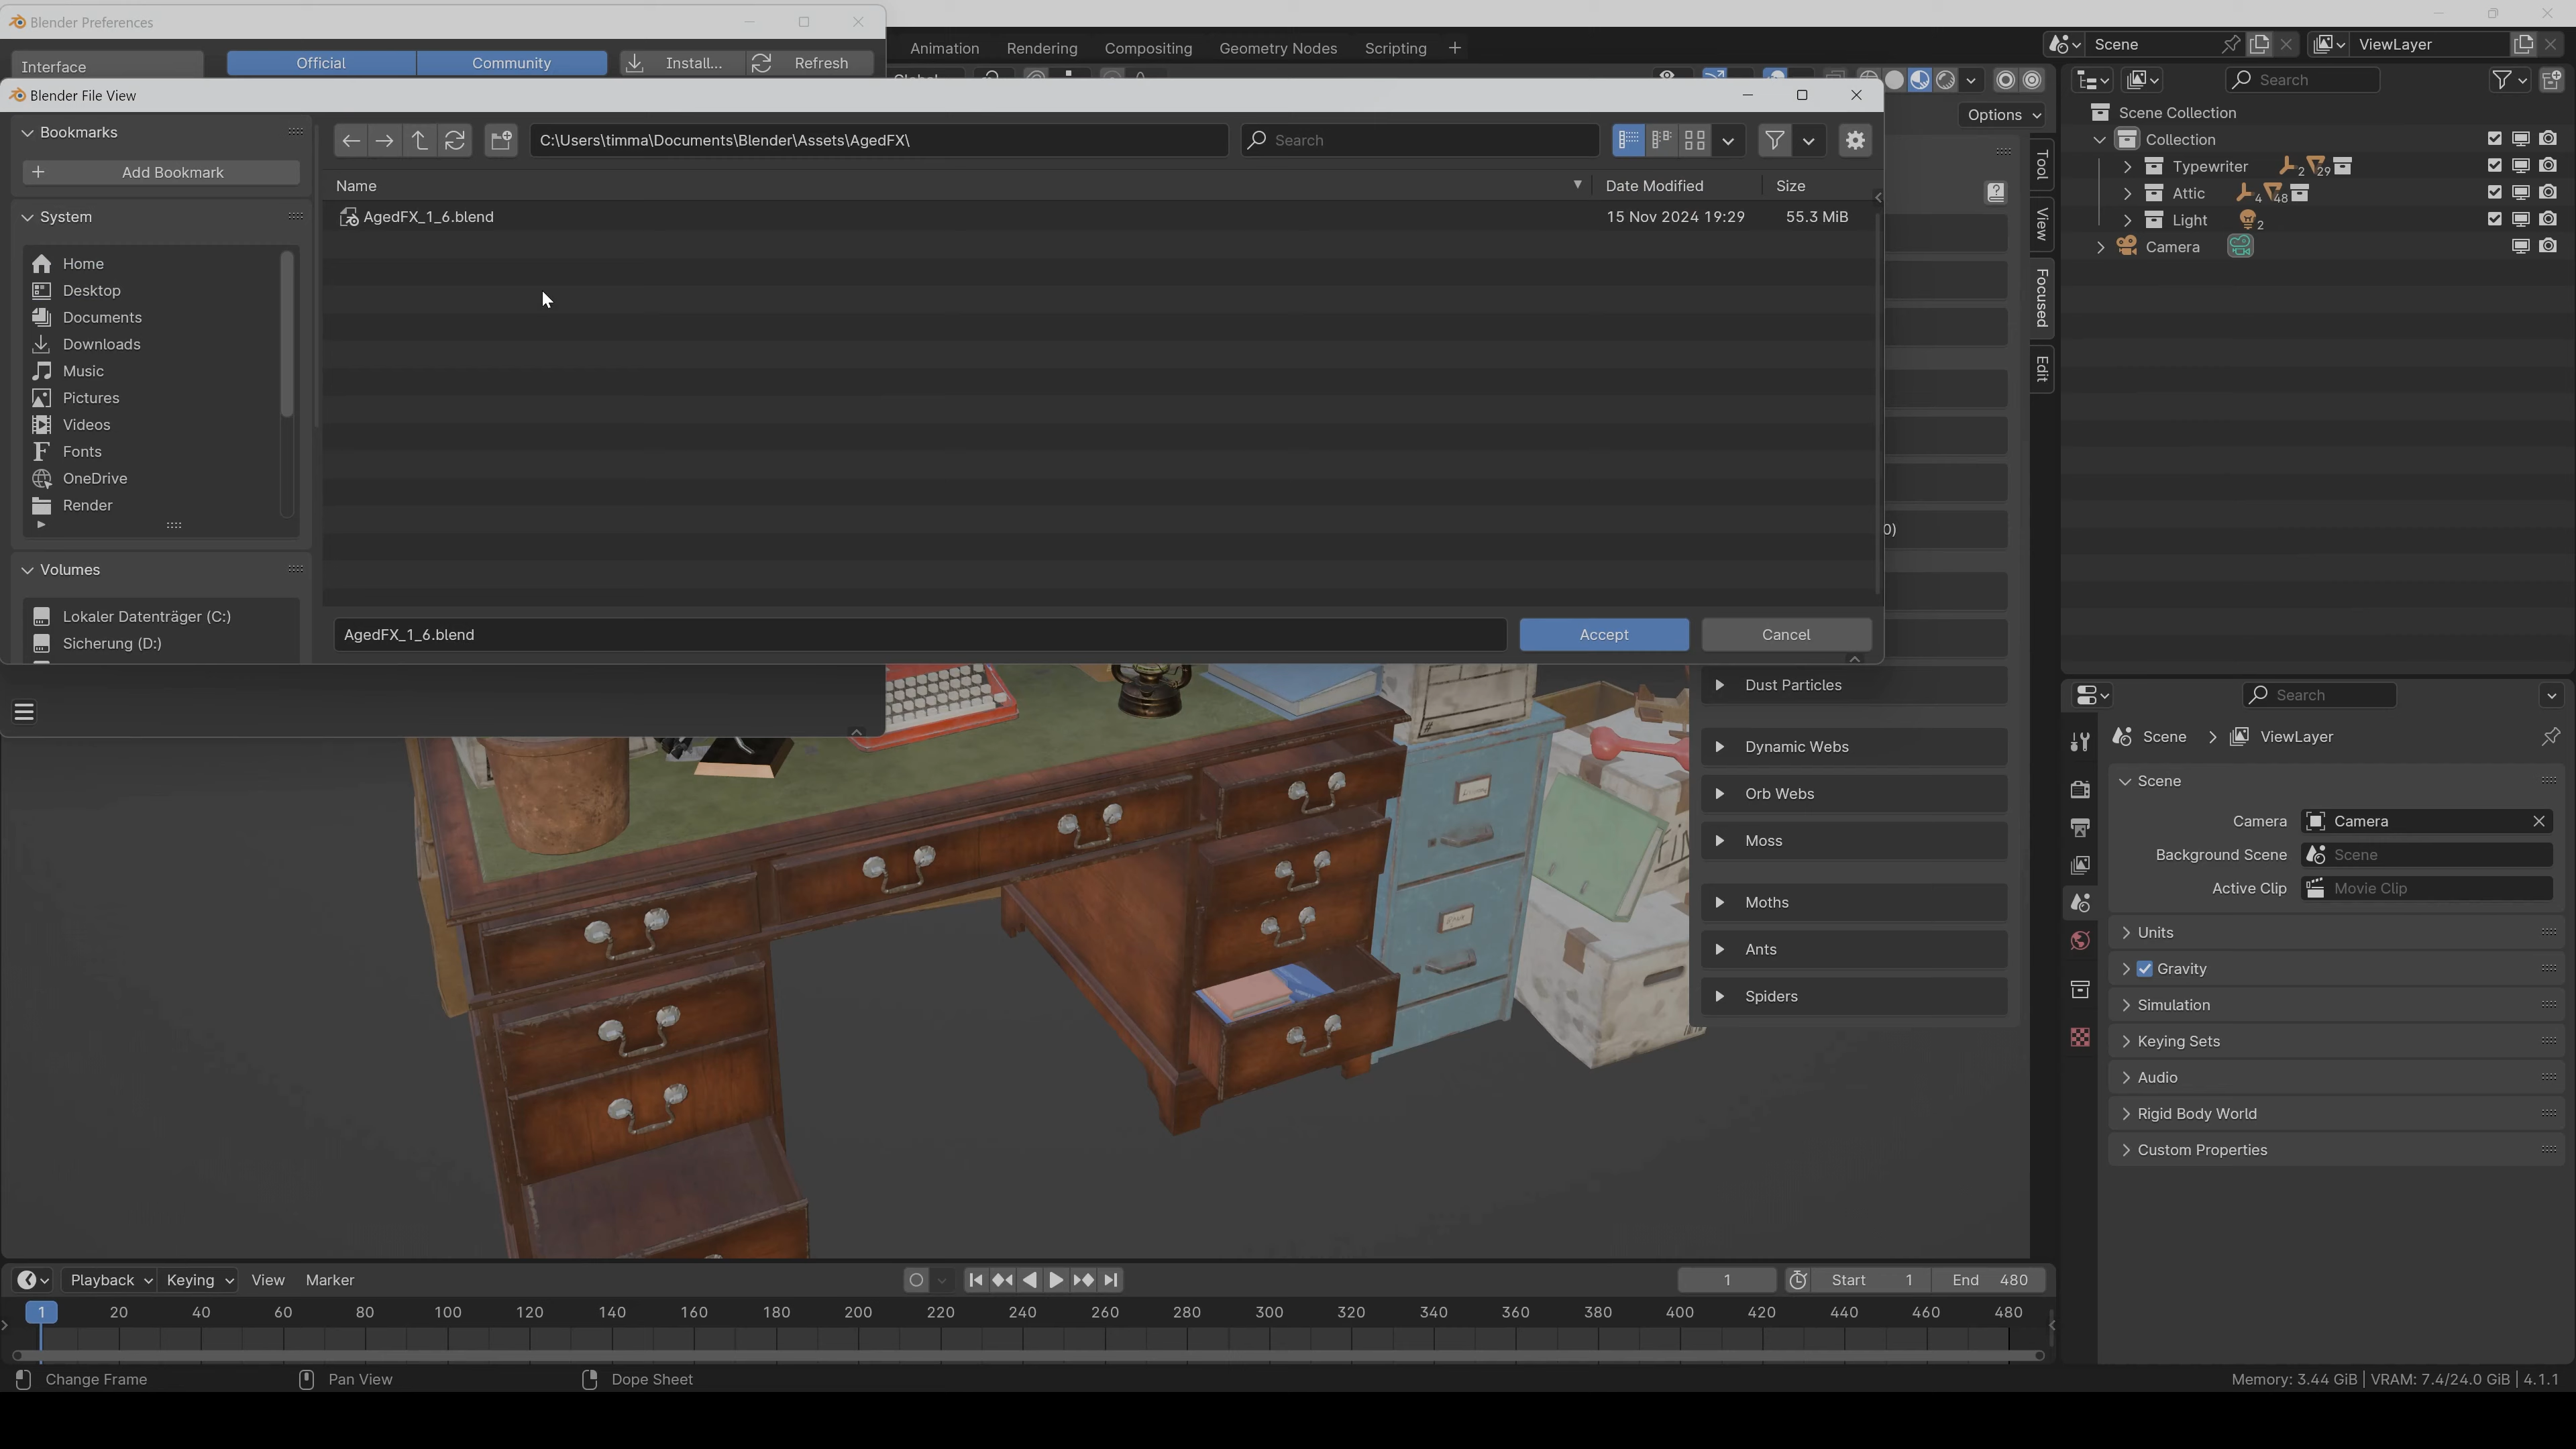 Blender Preferences
Interface
Official
Community
Install...
Refresh
Animation
Rendering
Compositing
Geometry Nodes
Scripting
Scene
ViewLayer
Blender File View
Options
Search
Bookmarks
Add Bookmark
C:\Users\timma\Documents\Blender\Assets\AgedFX\
Search
Name
Date Modified
Size
AgedFX_1_6.blend
15 Nov 2024 19:29
55.3 MiB
System
Home
Desktop
Documents
Downloads
Music
Pictures
Videos
Fonts
OneDrive
Render
Volumes
Lokaler Datenträger (C:)
Sicherung (D:)
AgedFX_1_6.blend
Accept
Cancel
0)
Tool
View
Focused
Edit
Scene Collection
Collection
Typewriter
2
29
Attic
4
48
Light
2
Camera
Dust Particles
Dynamic Webs
Orb Webs
Moss
Moths
Ants
Spiders
Search
Scene
ViewLayer
Scene
Camera
Camera
Background Scene
Scene
Active Clip
Movie Clip
Units
Gravity
Simulation
Keying Sets
Audio
Rigid Body World
Custom Properties
Playback
Keying
View
Marker
1
Start 1
End 480
1 20 40 60 80 100 120 140 160 180 200 220 240 260 280 300 320 340 360 380 400 420 440 460 480
Change Frame
Pan View
Dope Sheet
Memory: 3.44 GiB | VRAM: 7.4/24.0 GiB | 4.1.1